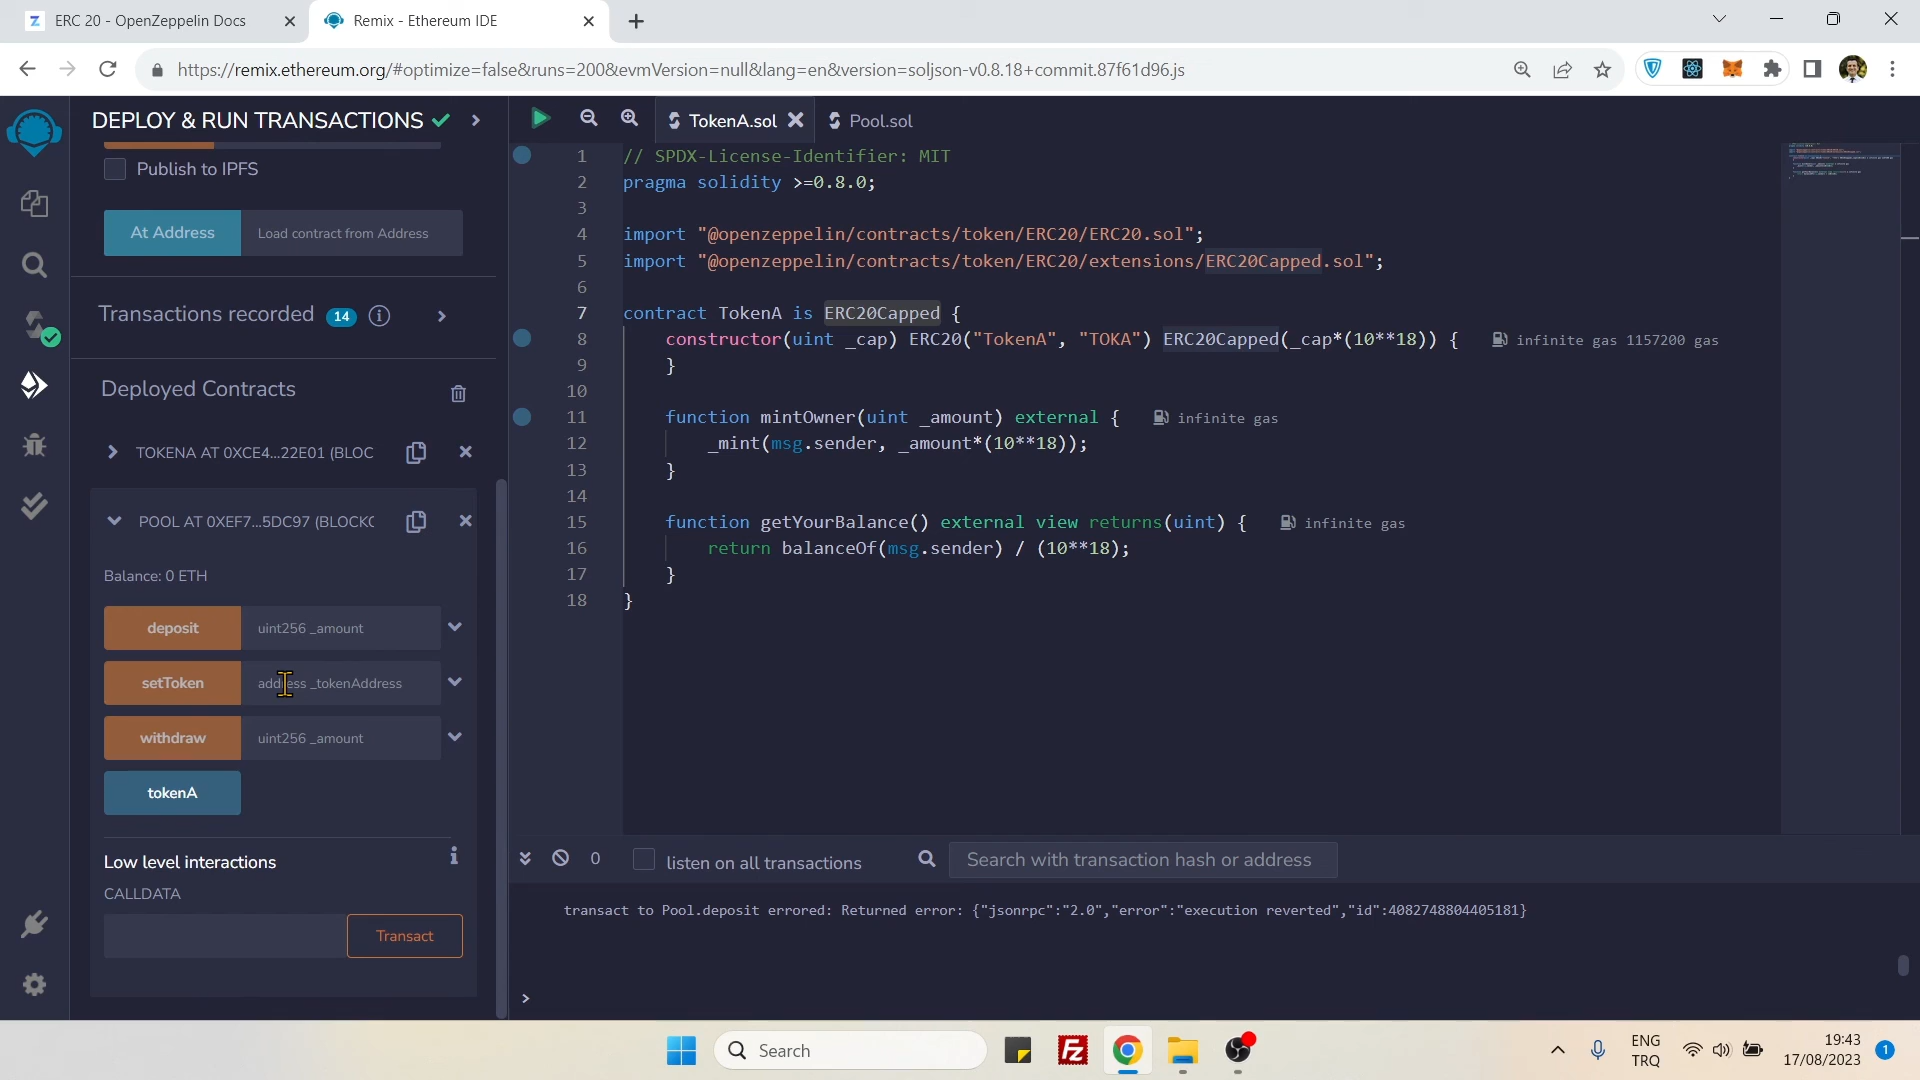 ERC 20 - OpenZeppelin Docs
Remix - Ethereum IDE
https://remix.ethereum.org/#optimize=false&runs=200&evmVersion=null&lang=en&version=soljson-v0.8.18+commit.87f61d96.js
DEPLOY & RUN TRANSACTIONS
TokenA.sol
Pool.sol
Publish to IPFS
At Address
Load contract from Address
Transactions recorded 14
Deployed Contracts
TOKENA AT 0XCE4...22E01 (BLOC
POOL AT 0XEF7...5DC97 (BLOCKC
Balance: 0 ETH
deposit
uint256 _amount
setToken
address _tokenAddress
withdraw
uint256 _amount
tokenA
Low level interactions
CALLDATA
Transact
1 // SPDX-License-Identifier: MIT
2 pragma solidity >=0.8.0;
3
4 import "@openzeppelin/contracts/token/ERC20/ERC20.sol";
5 import "@openzeppelin/contracts/token/ERC20/extensions/ERC20Capped.sol";
6
7 contract TokenA is ERC20Capped {
8 constructor(uint _cap) ERC20("TokenA", "TOKA") ERC20Capped(_cap*(10**18)) { infinite gas 1157200 gas
9 }
10
11 function mintOwner(uint _amount) external { infinite gas
12 _mint(msg.sender, _amount*(10**18));
13 }
14
15 function getYourBalance() external view returns(uint) { infinite gas
16 return balanceOf(msg.sender) / (10**18);
17 }
18 }
0
listen on all transactions
Search with transaction hash or address
transact to Pool.deposit errored: Returned error: {"jsonrpc":"2.0","error":"execution reverted","id":4082748804405181}
>
Search
ENG
TRQ
19:43
17/08/2023
1